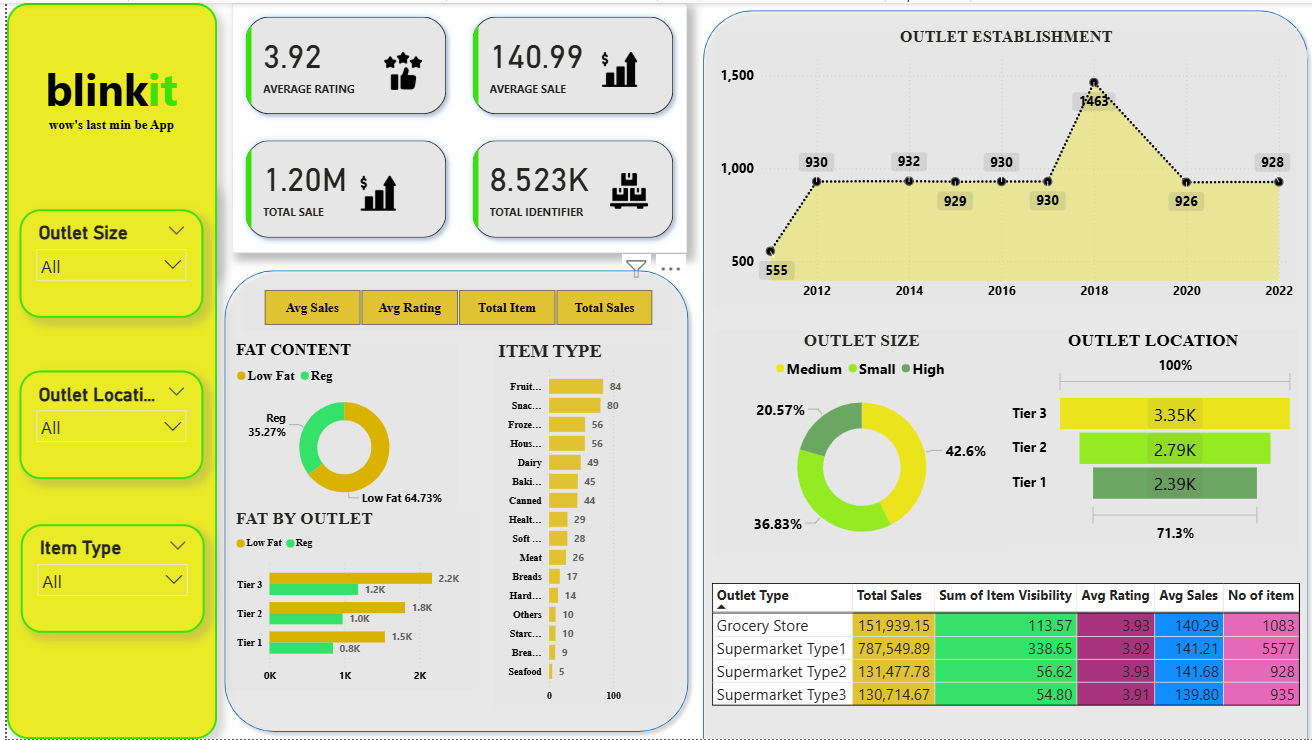 blinkit
wow's last min be App
Outlet Size
All
Outlet Locati...
All
Item Type
All
3.92
AVERAGE RATING
$
140.99
AVERAGE SALE
1.20M
$
TOTAL SALE
8.523K
TOTAL IDENTIFIER
Avg Sales Avg Rating Total Item Total Sales
FAT CONTENT
Low Fat Reg
Reg
35.27%
Low Fat 64.73%
FAT BY OUTLET
Low Fat Reg
Tier 3 2.2K
1.2K
Tier 2 1.8K
1.0K
Tier 1 1.5K
0.8K
0K 1K 2K
ITEM TYPE
Fruit... 84
Snac... 80
Froze... 56
Hous... 56
Dairy 49
Baki... 45
Canned 44
Healt... 29
Soft ... 28
Meat 26
Breads 17
Hard... 14
Others 10
Starc... 10
Brea... 9
Seafood 5
0 100
OUTLET ESTABLISHMENT
1,500
1,000
500
555
930
932
929
930
930
1463
926
928
2012 2014 2016 2018 2020 2022
OUTLET SIZE
Medium Small High
20.57%
42.6%
36.83%
OUTLET LOCATION
100%
Tier 3 3.35K
Tier 2 2.79K
Tier 1 2.39K
71.3%
Outlet Type Total Sales Sum of Item Visibility Avg Rating Avg Sales No of item
Grocery Store 151,939.15 113.57 3.93 140.29 1083
Supermarket Type1 787,549.89 338.65 3.92 141.21 5577
Supermarket Type2 131,477.78 56.62 3.93 141.68 928
Supermarket Type3 130,714.67 54.80 3.91 139.80 935